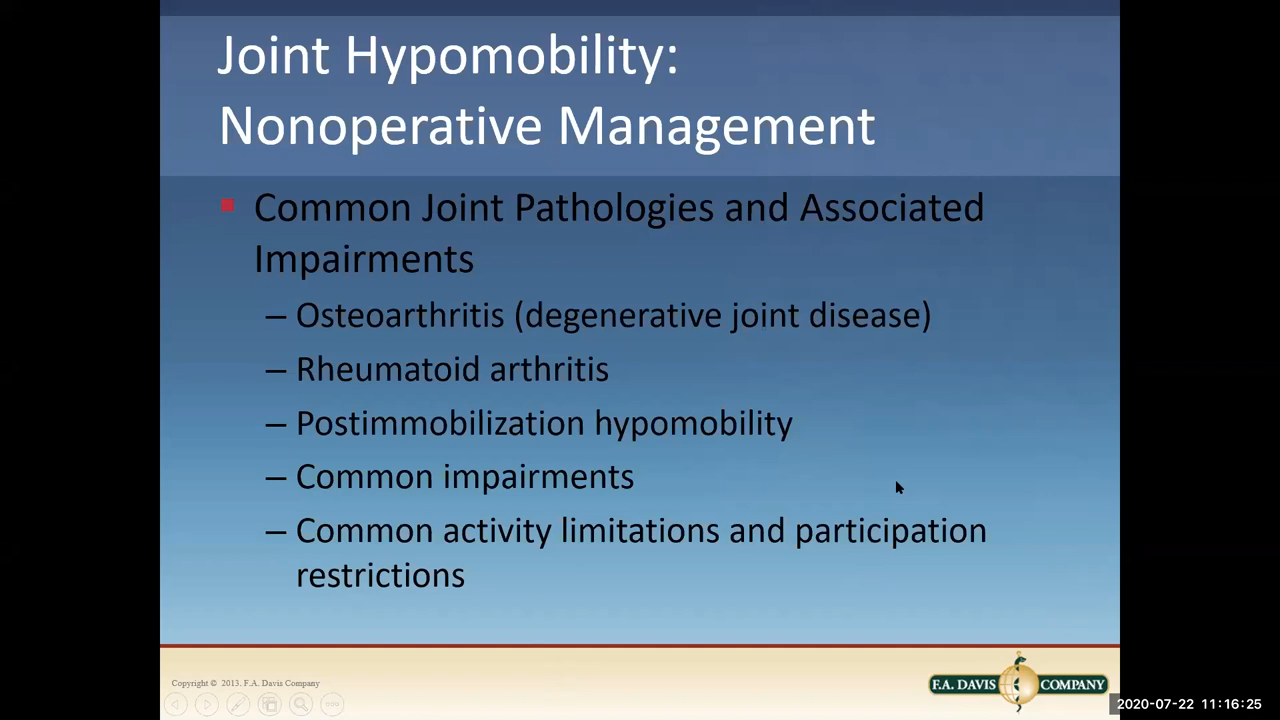 Joint Hypomobility:
Nonoperative Management
Common Joint Pathologies and Associated
Impairments
– Osteoarthritis (degenerative joint disease)
– Rheumatoid arthritis
– Postimmobilization hypomobility
– Common impairments
– Common activity limitations and participation
restrictions
Copyright © 2013. F.A. Davis Company
F.A. DAVIS COMPANY
2020-07-22 11:16:25